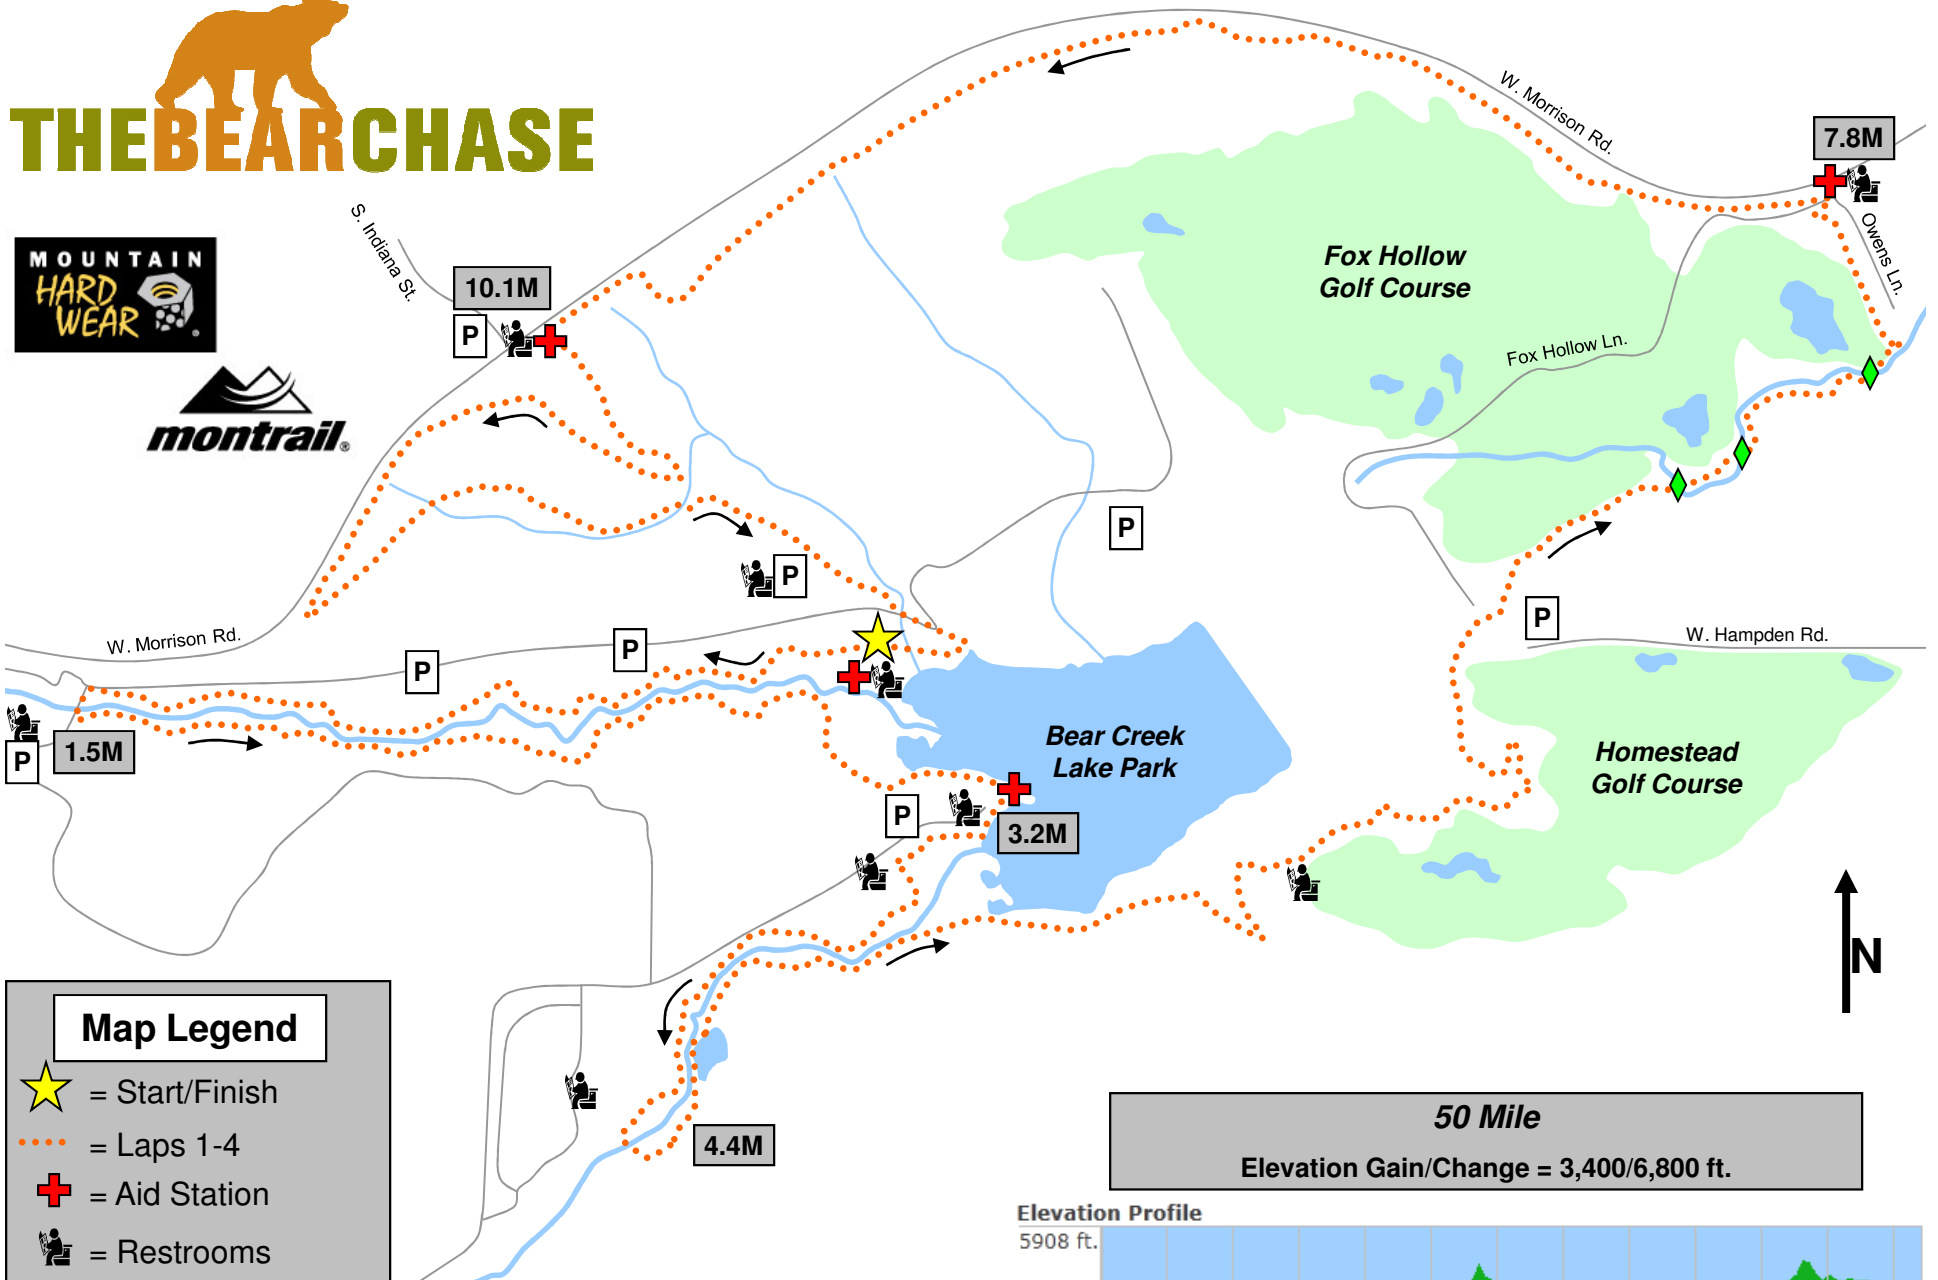 THEBEARCHASE
MOUNTAIN
HARD
WEAR
montrail®
S. Indiana St.
10.1M
P
W. Morrison Rd.
7.8M
Owens Ln.
Fox Hollow
Golf Course
Fox Hollow Ln.
P
P
P
W. Hampden Rd.
W. Morrison Rd.
P
P
1.5M
P
Bear Creek
Lake Park
Homestead
Golf Course
P
3.2M
N
4.4M
Map Legend
= Start/Finish
= Laps 1-4
= Aid Station
= Restrooms
50 Mile
Elevation Gain/Change = 3,400/6,800 ft.
Elevation Profile
5908 ft.